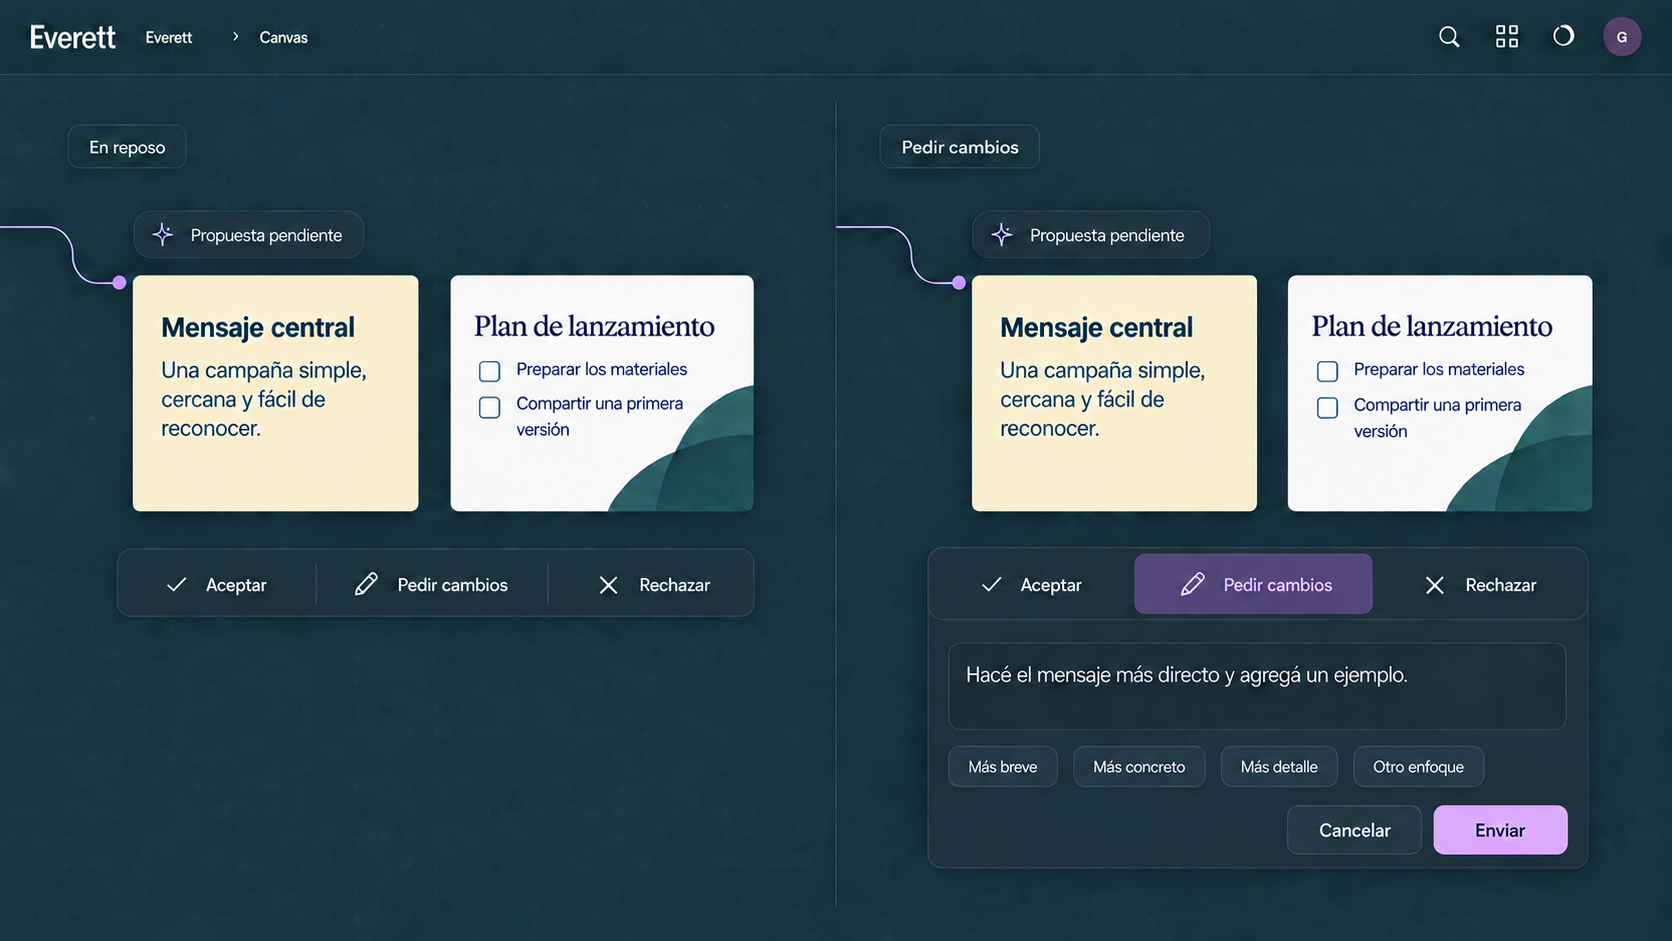 Everett
Everett > Canvas
G
En reposo
Propuesta pendiente
Mensaje central
Una campaña simple,
cercana y fácil de
reconocer.
Plan de lanzamiento
Preparar los materiales
Compartir una primera
versión
Aceptar
Pedir cambios
Rechazar
Pedir cambios
Propuesta pendiente
Mensaje central
Una campaña simple,
cercana y fácil de
reconocer.
Plan de lanzamiento
Preparar los materiales
Compartir una primera
versión
Aceptar
Pedir cambios
Rechazar
Hacé el mensaje más directo y agregá un ejemplo.
Más breve
Más concreto
Más detalle
Otro enfoque
Cancelar
Enviar